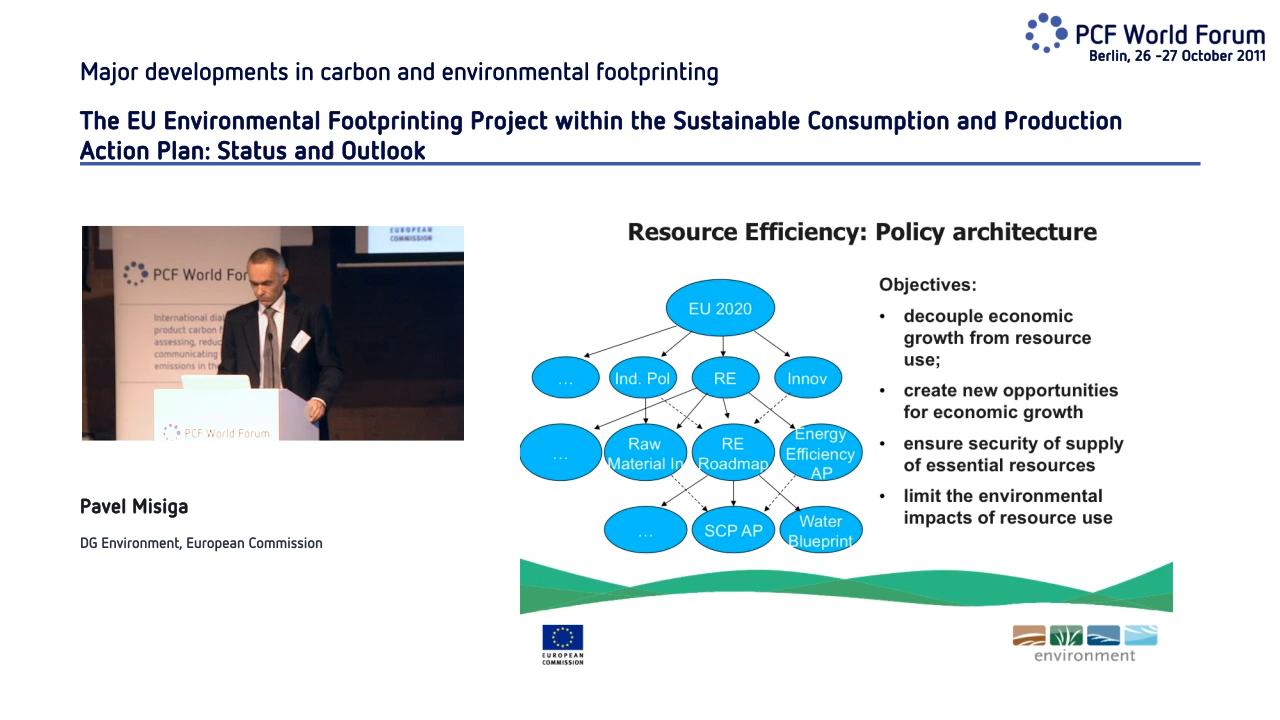 PCF World Forum
Berlin, 26 -27 October 2011
Major developments in carbon and environmental footprinting
The EU Environmental Footprinting Project within the Sustainable Consumption and Production
Action Plan: Status and Outlook
EUROPEAN
COMMISSION
PCF World For
International dia
product carbon f
assessing, reduc
communicating
emissions in the
PCF World Forum
Pavel Misiga
DG Environment, European Commission
Resource Efficiency: Policy architecture
EU 2020
...
Ind. Pol
RE
Innov
...
Raw
Material In
RE
Roadmap
Energy
Efficiency
AP
...
SCP AP
Water
Blueprint
Objectives:
• decouple economic
growth from resource
use;
• create new opportunities
for economic growth
• ensure security of supply
of essential resources
• limit the environmental
impacts of resource use
EUROPEAN
COMMISSION
environment